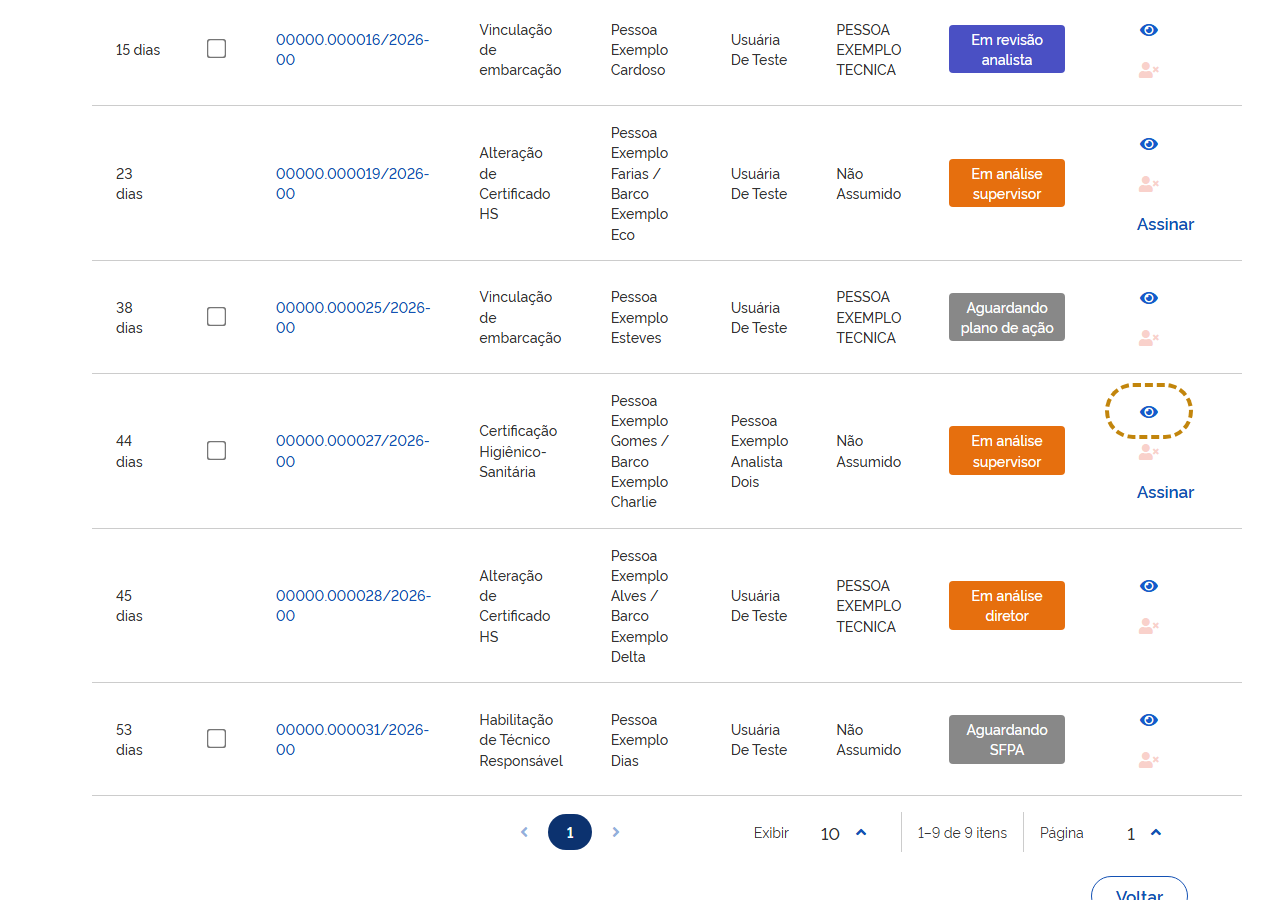 15 dias
00000.000016/2026-
00
Vinculação
de
embarcação
Pessoa
Exemplo
Cardoso
Usuária
De Teste
PESSOA
EXEMPLO
TECNICA
Em revisão
analista
23
dias
00000.000019/2026-
00
Alteração
de
Certificado
HS
Pessoa
Exemplo
Farias /
Barco
Exemplo
Eco
Usuária
De Teste
Não
Assumido
Em análise
supervisor
Assinar
38
dias
00000.000025/2026-
00
Vinculação
de
embarcação
Pessoa
Exemplo
Esteves
Usuária
De Teste
PESSOA
EXEMPLO
TECNICA
Aguardando
plano de ação
44
dias
00000.000027/2026-
00
Certificação
Higiênico-
Sanitária
Pessoa
Exemplo
Gomes /
Barco
Exemplo
Charlie
Pessoa
Exemplo
Analista
Dois
Não
Assumido
Em análise
supervisor
Assinar
45
dias
00000.000028/2026-
00
Alteração
de
Certificado
HS
Pessoa
Exemplo
Alves /
Barco
Exemplo
Delta
Usuária
De Teste
PESSOA
EXEMPLO
TECNICA
Em análise
diretor
53
dias
00000.000031/2026-
00
Habilitação
de Técnico
Responsável
Pessoa
Exemplo
Dias
Usuária
De Teste
Não
Assumido
Aguardando
SFPA
1
Exibir 10
1–9 de 9 itens
Página 1
Voltar